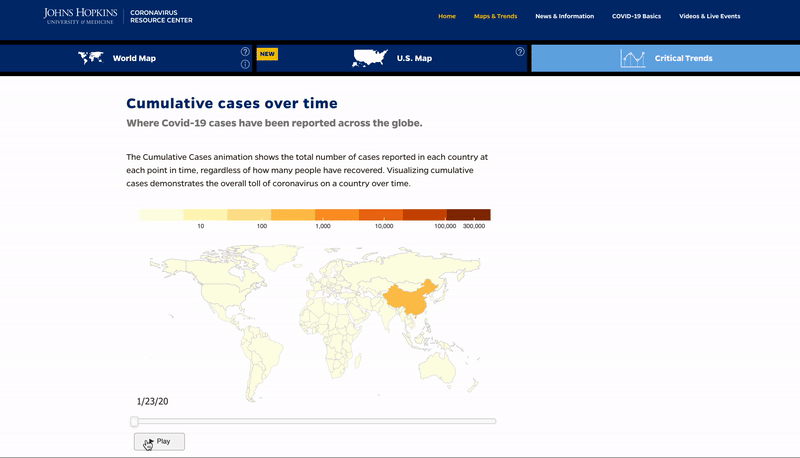 JOHNS HOPKINS
UNIVERSITY & MEDICINE
CORONAVIRUS
RESOURCE CENTER
Home
Maps & Trends
News & Information
COVID-19 Basics
Videos & Live Events
World Map
?
i
NEW
U.S. Map
?
Critical Trends
Cumulative cases over time
Where Covid-19 cases have been reported across the globe.
The Cumulative Cases animation shows the total number of cases reported in each country at
each point in time, regardless of how many people have recovered. Visualizing cumulative
cases demonstrates the overall toll of coronavirus on a country over time.
10
100
1,000
10,000
100,000
300,000
1/23/20
Play